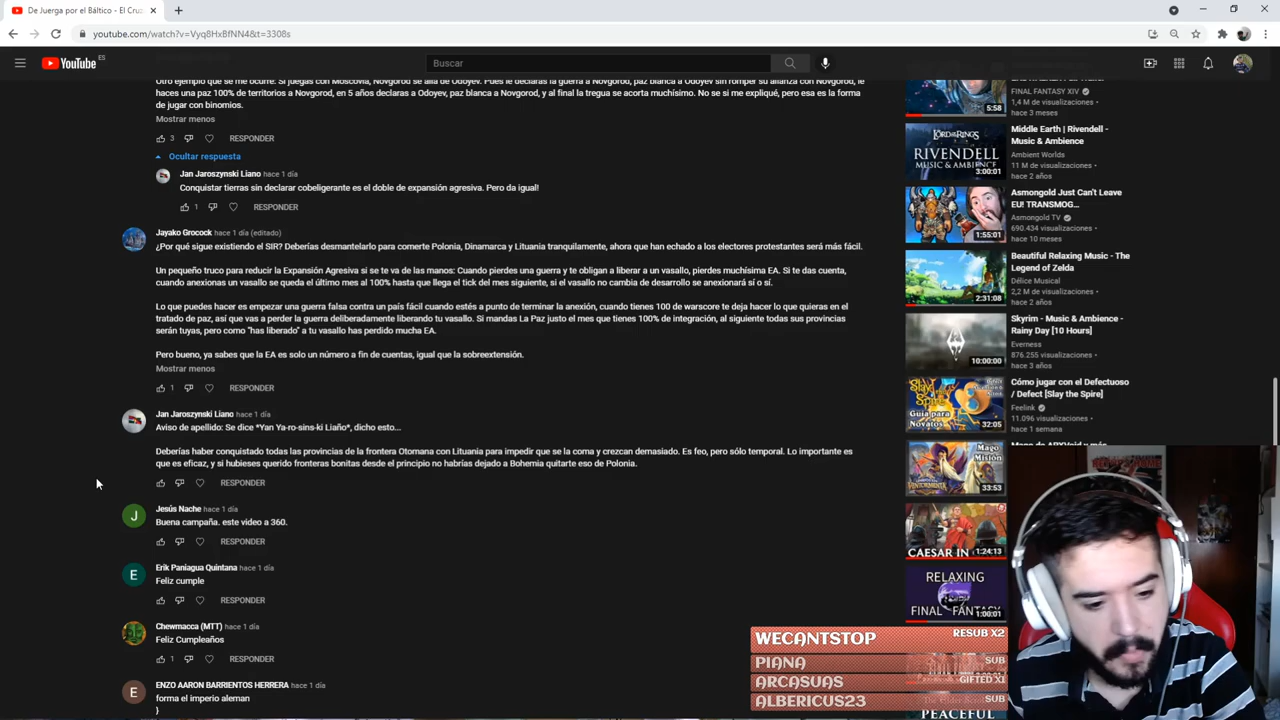 De Juerga por el Báltico - El Cru
youtube.com/watch?v=Vyq8HxBfNN4&t=3308s
YouTube ES
Buscar
Otro ejemplo que se me ocurre: Si juegas con Moscovia, Novgorod se alía de Odoyev. Pues le declaras la guerra a Novgorod, paz blanca a Odoyev sin romper su alianza con Novgorod, le
haces una paz 100% de territorios a Novgorod, en 5 años declaras a Odoyev, paz blanca a Novgorod, y al final la tregua se acorta muchísimo. No se si me expliqué, pero esa es la forma
de jugar con binomios.
Mostrar menos
3 RESPONDER
Ocultar respuesta
Jan Jaroszynski Liano hace 1 día
Conquistar tierras sin declarar cobeligerante es el doble de expansión agresiva. Pero da igual!
1 RESPONDER
Jayako Grocock hace 1 día (editado)
¿Por qué sigue existiendo el SIR? Deberías desmantelarlo para comerte Polonia, Dinamarca y Lituania tranquilamente, ahora que han echado a los electores protestantes será más fácil.
Un pequeño truco para reducir la Expansión Agresiva si se te va de las manos: Cuando pierdes una guerra y te obligan a liberar a un vasallo, pierdes muchísima EA. Si te das cuenta,
cuando anexionas un vasallo se queda el último mes al 100% hasta que llega el tick del mes siguiente, si el vasallo no cambia de desarrollo se anexionará sí o sí.
Lo que puedes hacer es empezar una guerra falsa contra un país fácil cuando estés a punto de terminar la anexión, cuando tienes 100 de warscore te deja hacer lo que quieras en el
tratado de paz, así que vas a perder la guerra deliberadamente liberando tu vasallo. Si mandas La Paz justo el mes que tienes 100% de integración, al siguiente todas sus provincias
serán tuyas, pero como "has liberado" a tu vasallo has perdido mucha EA.
Pero bueno, ya sabes que la EA es solo un número a fin de cuentas, igual que la sobreextensión.
Mostrar menos
1 RESPONDER
Jan Jaroszynski Liano hace 1 día
Aviso de apellido: Se dice *Yan Ya-ro-sins-ki Liaño*, dicho esto...
Deberías haber conquistado todas las provincias de la frontera Otomana con Lituania para impedir que se la coma y crezcan demasiado. Es feo, pero sólo temporal. Lo importante es
que es eficaz, y si hubieses querido fronteras bonitas desde el principio no habrías dejado a Bohemia quitarte eso de Polonia.
RESPONDER
J
Jesús Nache hace 1 día
Buena campaña. este video a 360.
RESPONDER
E
Erik Paniagua Quintana hace 1 día
Feliz cumple
RESPONDER
Chewmacca (MTT) hace 1 día
Feliz Cumpleaños
1 RESPONDER
E
ENZO AARON BARRIENTOS HERRERA hace 1 día
forma el imperio aleman
}
5:58
FINAL FANTASY XIV
1,4 M de visualizaciones •
hace 3 meses
THE LORD OF THE RINGS
RIVENDELL
MUSIC & AMBIENCE
3:00:01
Middle Earth | Rivendell -
Music & Ambience
Ambient Worlds
11 M de visualizaciones •
hace 2 años
1:55:01
Asmongold Just Can't Leave
EU! TRANSMOG...
Asmongold TV
690.434 visualizaciones •
hace 10 meses
2:31:08
Beautiful Relaxing Music - The
Legend of Zelda
Délice Musical
2,2 M de visualizaciones •
hace 2 años
10:00:00
Skyrim - Music & Ambience -
Rainy Day [10 Hours]
Everness
876.255 visualizaciones •
hace 3 años
Slay the Spire
Guía para
Novatos
32:05
Cómo jugar con el Defectuoso
/ Defect [Slay the Spire]
Feelink
11.096 visualizaciones •
hace 1 semana
Mago
Misión
33:53
CAESAR IN
1:24:13
RELAXING
FINAL FANTASY
1:00:01
WECANTSTOP RESUB X2
PIANA SUB
ARCASUAS GIFTED X1
ALBERICUS23 SUB
PEACEFUL